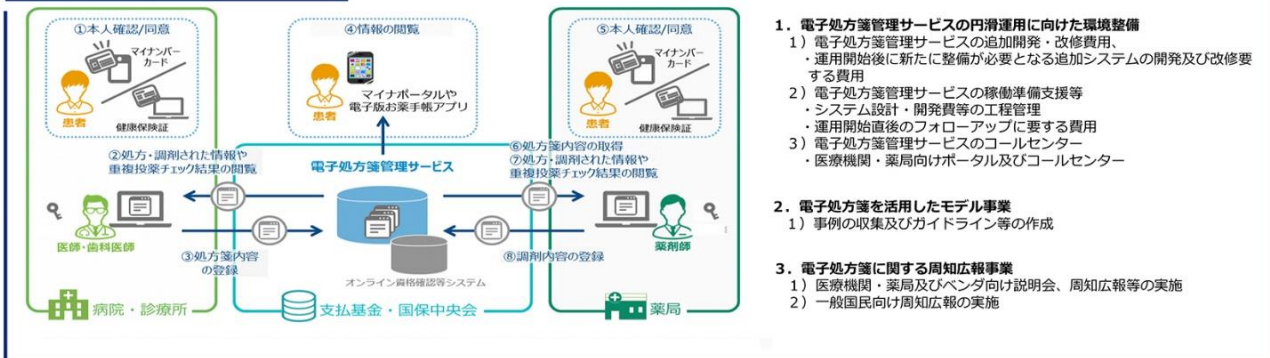 ①本人確認/同意
マイナンバー
カード
患者
健康保険証
②処方・調剤された情報や
重複投薬チェック結果の閲覧
医師・歯科医師
③処方箋内容
の登録
病院・診療所
④情報の閲覧
患者
マイナポータルや
電子版お薬手帳アプリ
電子処方箋管理サービス
オンライン資格確認等システム
支払基金・国保中央会
⑤本人確認/同意
マイナンバー
カード
患者
健康保険証
⑥処方箋内容の取得
⑦処方・調剤された情報や
重複投薬チェック結果の閲覧
薬剤師
⑧調剤内容の登録
薬局
1.電子処方箋管理サービスの円滑運用に向けた環境整備
1)電子処方箋管理サービスの追加開発・改修費用、
・運用開始後に新たに整備が必要となる追加システムの開発及び改修要
する費用
2)電子処方箋管理サービスの稼働準備支援等
・システム設計・開発費等の工程管理
・運用開始直後のフォローアップに要する費用
3)電子処方箋管理サービスのコールセンター
・医療機関・薬局向けポータル及びコールセンター
2.電子処方箋を活用したモデル事業
1)事例の収集及びガイドライン等の作成
3.電子処方箋に関する周知広報事業
1)医療機関・薬局及びベンダ向け説明会、周知広報等の実施
2)一般国民向け周知広報の実施